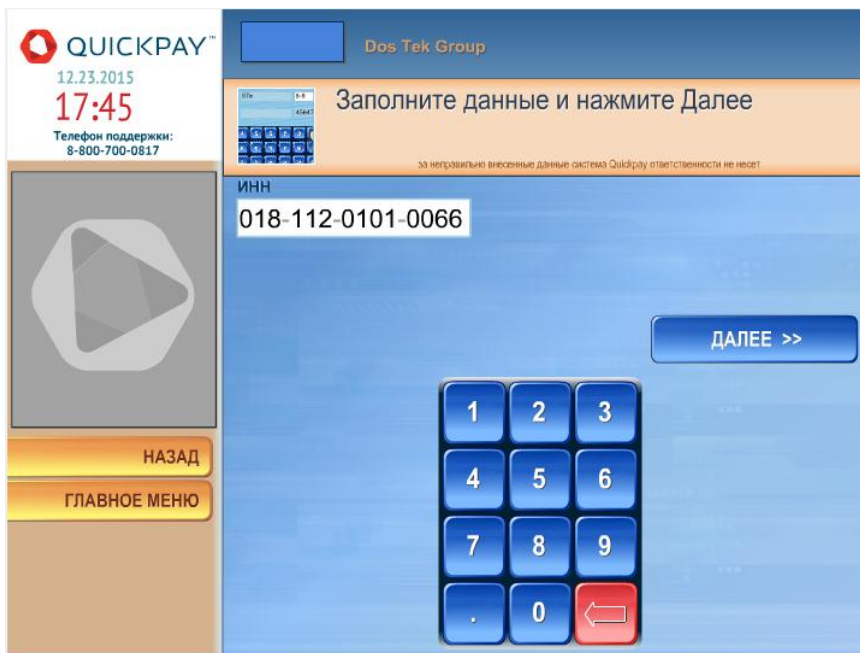 QUICKPAY™
12.23.2015
17:45
Телефон поддержки:
8-800-700-0817
Dos Tek Group
Заполните данные и нажмите Далее
за неправильно внесенные данные система Quickpay ответственности не несет
ИНН
018-112-0101-0066
ДАЛЕЕ >>
НАЗАД
ГЛАВНОЕ МЕНЮ
1 2 3
4 5 6
7 8 9
. 0